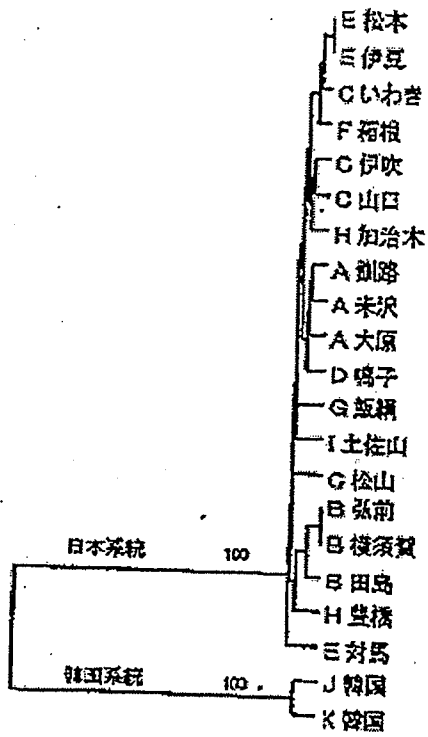 E 松本
E 伊豆
C いわき
F 箱根
C 伊吹
C 山口
H 加治木
A 釧路
A 米沢
A 大原
D 鳴子
G 飯綱
I 土佐山
G 松山
B 弘前
B 横須賀
日本系統 100
B 田島
H 豊橋
E 対馬
韓国系統 100
J 韓国
K 韓国